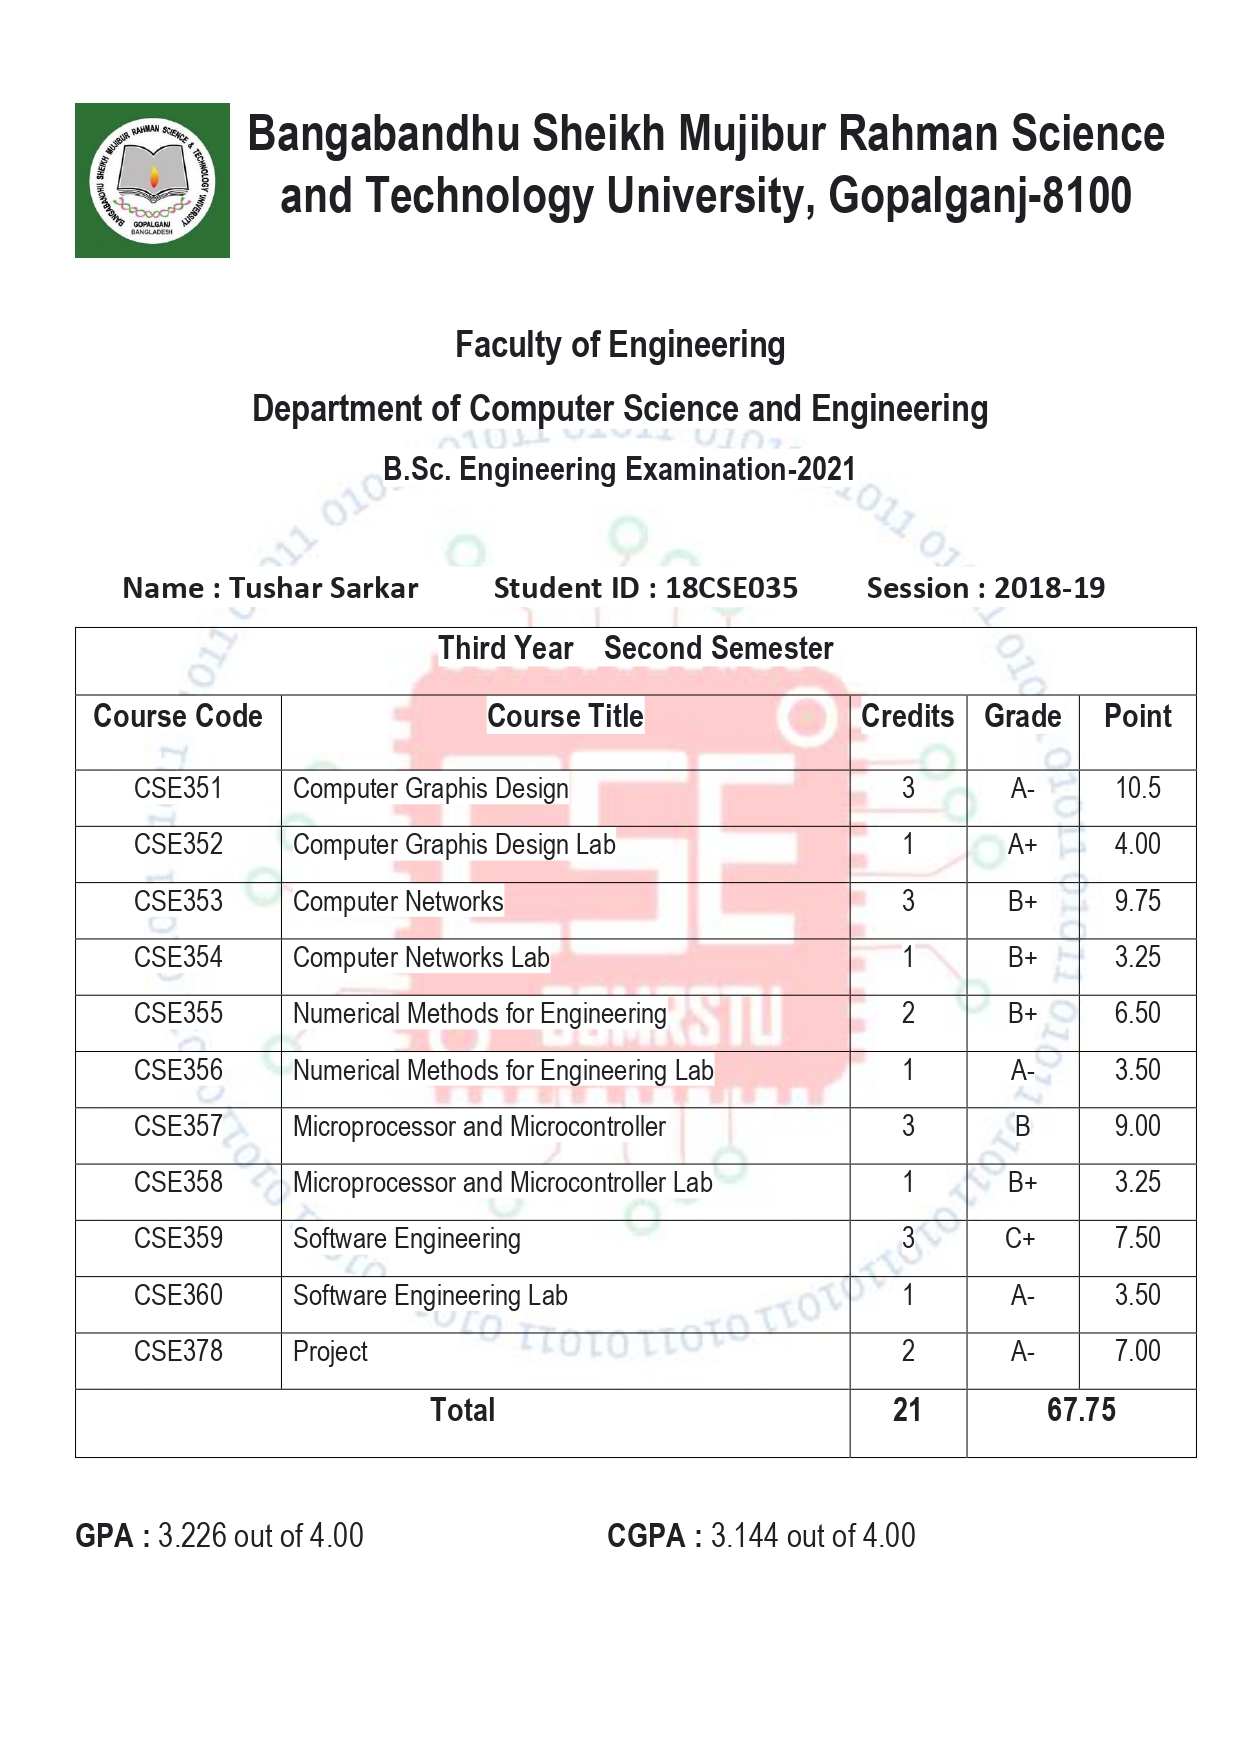 BANGABANDHU SHEIKH MUJIBUR RAHMAN SCIENCE & TECHNOLOGY UNIVERSITY
GOPALGANJ
BANGLADESH
Bangabandhu Sheikh Mujibur Rahman Science
and Technology University, Gopalganj-8100
Faculty of Engineering
Department of Computer Science and Engineering
B.Sc. Engineering Examination-2021
Name : Tushar Sarkar Student ID : 18CSE035 Session : 2018-19
Third Year Second Semester
Course Code Course Title Credits Grade Point
CSE351 Computer Graphis Design 3 A- 10.5
CSE352 Computer Graphis Design Lab 1 A+ 4.00
CSE353 Computer Networks 3 B+ 9.75
CSE354 Computer Networks Lab 1 B+ 3.25
CSE355 Numerical Methods for Engineering 2 B+ 6.50
CSE356 Numerical Methods for Engineering Lab 1 A- 3.50
CSE357 Microprocessor and Microcontroller 3 B 9.00
CSE358 Microprocessor and Microcontroller Lab 1 B+ 3.25
CSE359 Software Engineering 3 C+ 7.50
CSE360 Software Engineering Lab 1 A- 3.50
CSE378 Project 2 A- 7.00
Total 21 67.75
GPA : 3.226 out of 4.00 CGPA : 3.144 out of 4.00
CSE